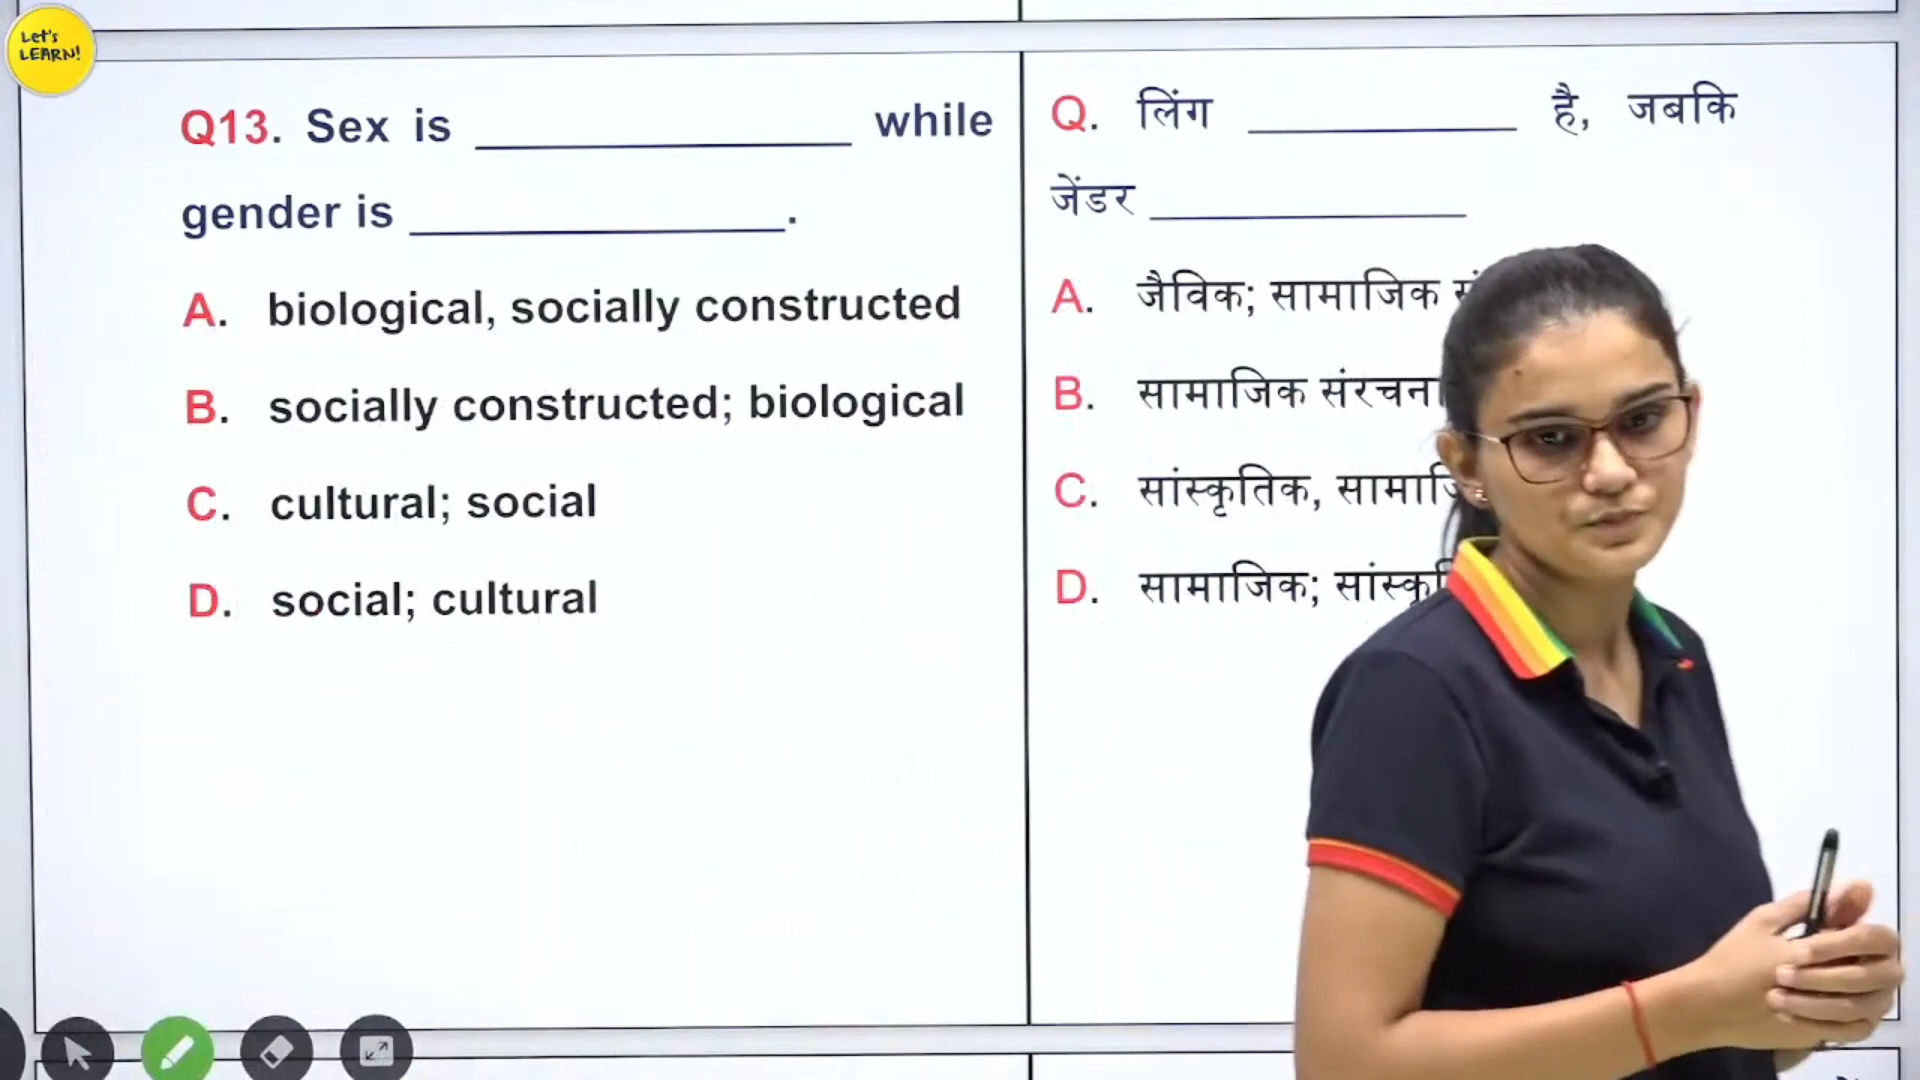 Let's
LEARN!
Q13. Sex is ____________ while
gender is ____________.
A. biological, socially constructed
B. socially constructed; biological
C. cultural; social
D. social; cultural
Q. लिंग ____________ है, जबकि
जेंडर ____________
A. जैविक; सामाजिक
B. सामाजिक संरचना
C. सांस्कृतिक,
D. सामाजिक;